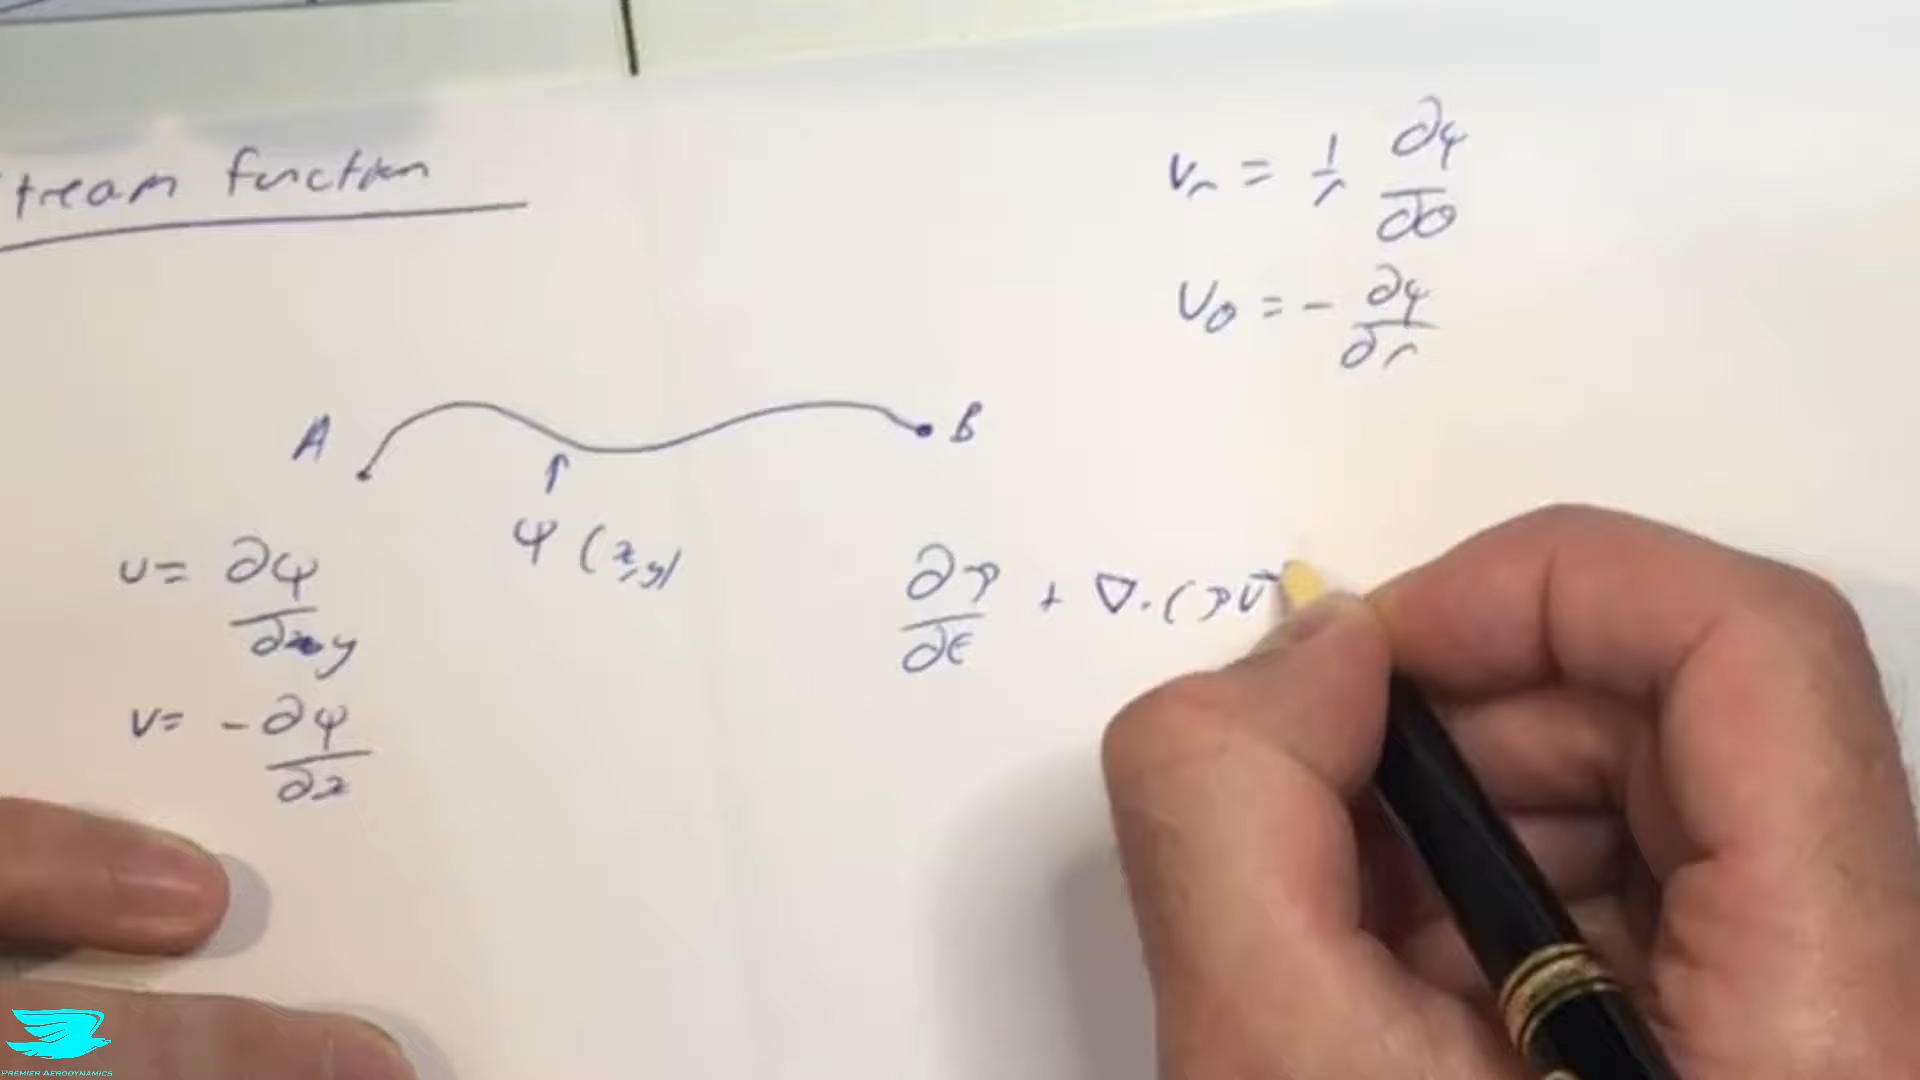 tream function
vr = 1/r ∂ψ/∂θ
Vθ = - ∂ψ/∂r
A
B
ψ (x,y)
u = ∂ψ/∂y
v = -∂ψ/∂x
∂ρ/∂t + ∇·(ρV⃗
PREMIER AERODYNAMICS